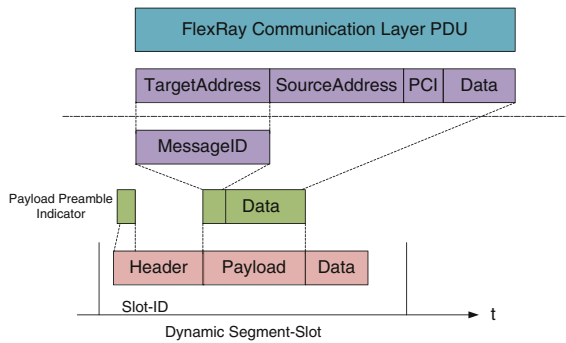 FlexRay Communication Layer PDU
TargetAddress SourceAddress PCI Data
MessageID
Payload Preamble
Indicator
Data
Header Payload Data
Slot-ID
t
Dynamic Segment-Slot